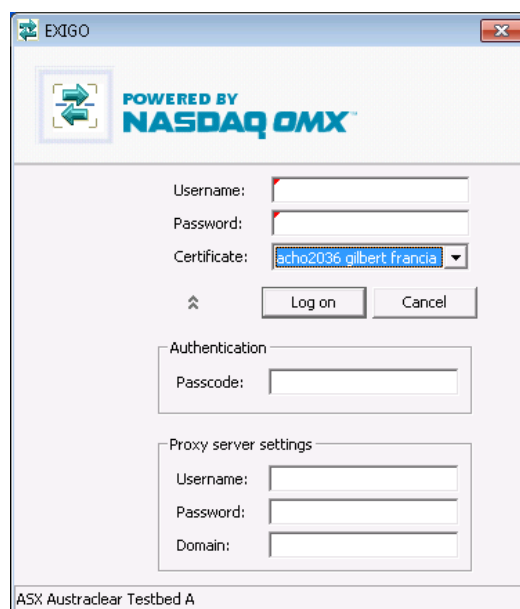 EXIGO
POWERED BY
NASDAQ OMX™
Username:
Password:
Certificate: acho2036 gilbert francia
Log on Cancel
Authentication
Passcode:
Proxy server settings
Username:
Password:
Domain:
ASX Austraclear Testbed A